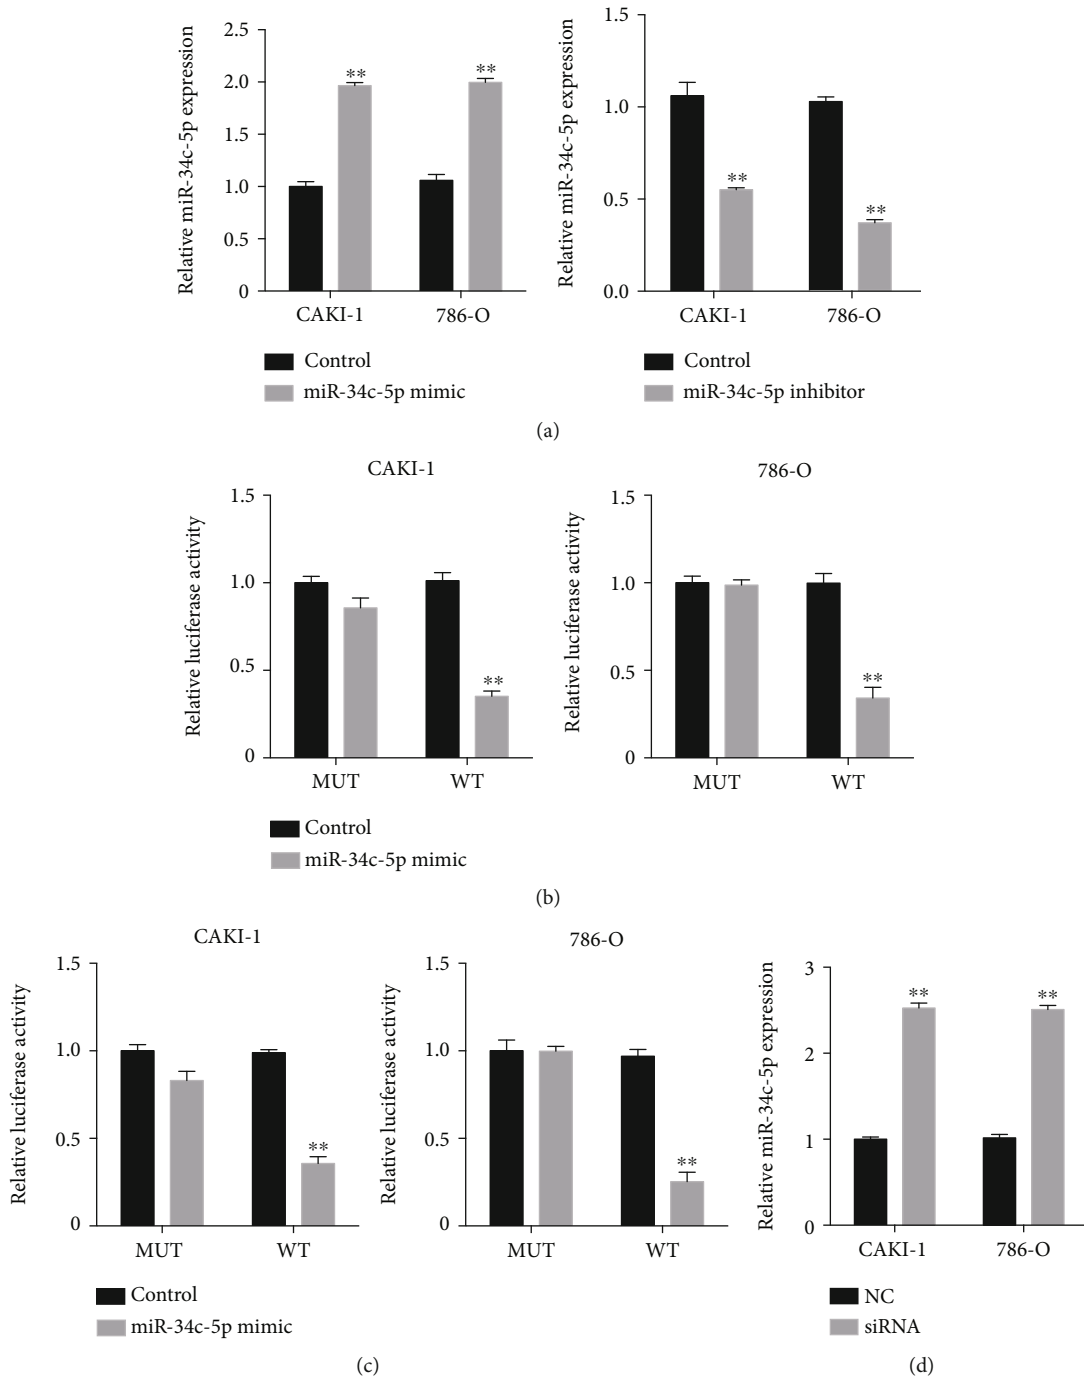 Relative miR-34c-5p expression
2.5
2.0
1.5
1.0
0.5
0
**
**
CAKI-1
786-O
Control
miR-34c-5p mimic
Relative miR-34c-5p expression
1.5
1.0
0.5
0.0
**
**
CAKI-1
786-O
Control
miR-34c-5p inhibitor
(a)
CAKI-1
Relative luciferase activity
1.5
1.0
0.5
0
**
MUT
WT
Control
miR-34c-5p mimic
786-O
Relative luciferase activity
1.5
1.0
0.5
0
**
MUT
WT
(b)
CAKI-1
Relative luciferase activity
1.5
1.0
0.5
0
**
MUT
WT
Control
miR-34c-5p mimic
786-O
Relative luciferase activity
1.5
1.0
0.5
0
**
MUT
WT
(c)
Relative miR-34c-5p expression
3
2
1
0
**
**
CAKI-1
786-O
NC
siRNA
(d)